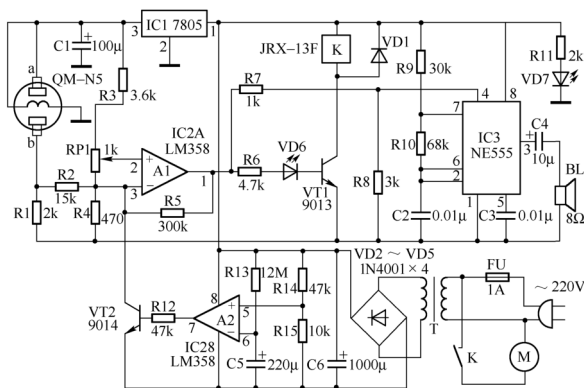 3 IC1 7805 1
2
C1 100μ
JRX-13F K VD1
R9 30k
R11 2k
VD7
a QM-N5
b
R3 3.6k
R7 1k
4 8
7
IC2A LM358
RP1 1k
+ 2 A1 1
− 3
R10 68k
IC3 NE555
6
2
3 + C4 10μ
R2 15k
R6 4.7k
VD6
VT1 9013
R8 3k
1 5
BL 8Ω
R1 2k
R4 470
R5 300k
C2 0.01μ
C3 0.01μ
R13 12M
R14 47k
VD2 ～ VD5
1N4001×4
FU 1A
～220V
VT2 9014
R12 47k
8
7 A2 + 5
− 6
R15 10k
T
IC28 LM358
C5 + 220μ
C6 + 1000μ
K
M